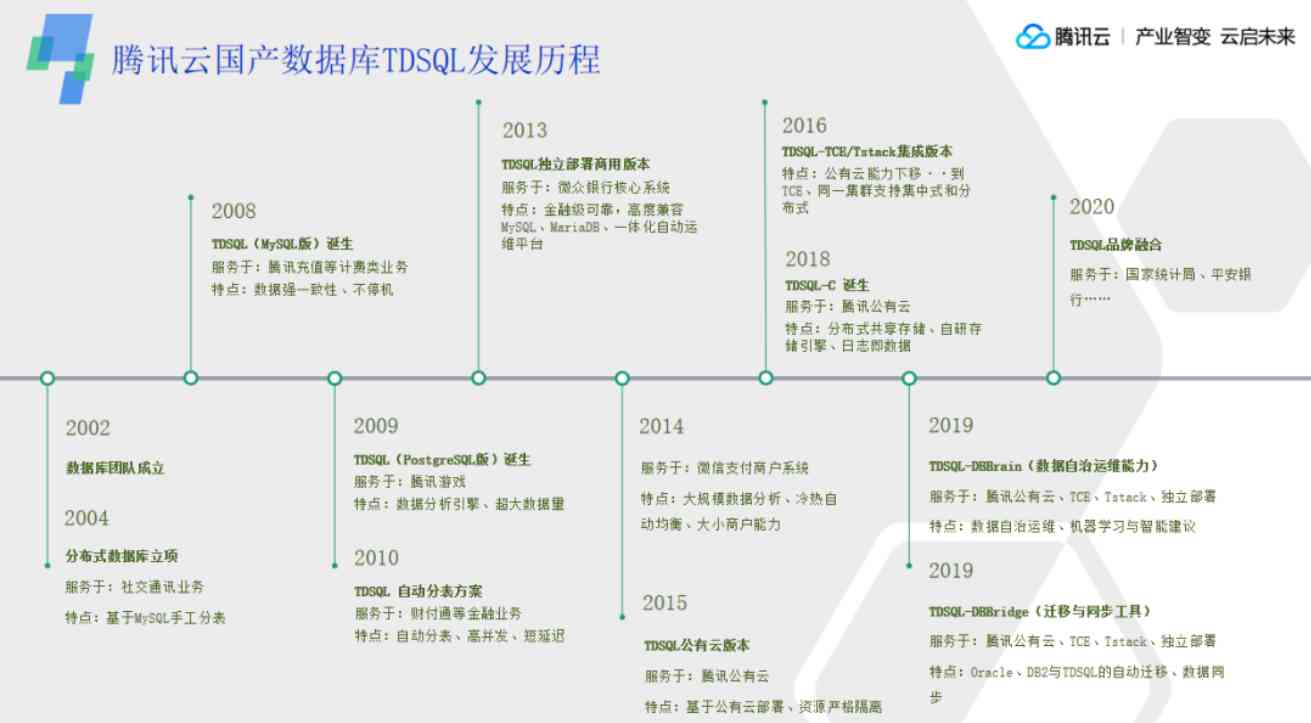 腾讯云国产数据库TDSQL发展历程
腾讯云 | 产业智变 云启未来
2002
数据库团队成立
2004
分布式数据库立项
服务于：社交通讯业务
特点：基于MySQL手工分表
2008
TDSQL（MySQL版）诞生
服务于：腾讯充值等计费类业务
特点：数据强一致性、不停机
2009
TDSQL（PostgreSQL版）诞生
服务于：腾讯游戏
特点：数据分析引擎、超大数据量
2010
TDSQL 自动分表方案
服务于：财付通等金融业务
特点：自动分表、高并发、短延迟
2013
TDSQL独立部署商用版本
服务于：微众银行核心系统
特点：金融级可靠，高度兼容
MySQL、MariaDB、一体化自动运
维平台
2014
服务于：微信支付商户系统
特点：大规模数据分析、冷热自
动均衡、大小商户能力
2015
TDSQL公有云版本
服务于：腾讯公有云
特点：基于公有云部署、资源严格隔离
2016
TDSQL-TCE/Tstack集成版本
特点：公有云能力下移··到
TCE、同一集群支持集中式和分
布式
2018
TDSQL-C 诞生
服务于：腾讯公有云
特点：分布式共享存储、自研存
储引擎、日志即数据
2019
TDSQL-DBBrain（数据自治运维能力）
服务于：腾讯公有云、TCE、Tstack、独立部署
特点：数据自治运维、机器学习与智能建议
2019
TDSQL-DBBridge（迁移与同步工具）
服务于：腾讯公有云、TCE、Tstack、独立部署
特点：Oracle、DB2与TDSQL的自动迁移、数据同
步
2020
TDSQL品牌融合
服务于：国家统计局、平安银
行……